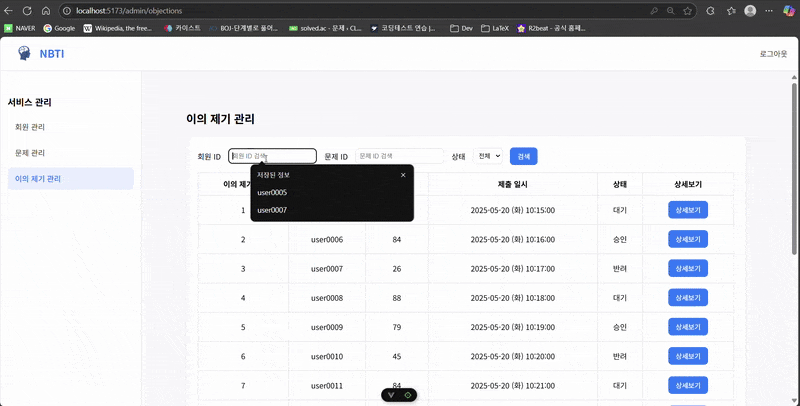 localhost:5173/admin/objections
NAVER Google Wikipedia, the free... 카이스트 BOJ-단계별로 풀어... solved.ac - 문제 › CL... 코딩테스트 연습 |... Dev LaTeX R2beat - 공식 홈페...
NBTI 로그아웃
서비스 관리
회원 관리
문제 관리
이의 제기 관리
이의 제기 관리
회원 ID 회원 ID 검색 문제 ID 문제 ID 검색 상태 전체 검색
저장된 정보
user0005
user0007
이의 제기 제출 일시 상태 상세보기
1 2025-05-20 (화) 10:15:00 대기 상세보기
2 user0006 84 2025-05-20 (화) 10:16:00 승인 상세보기
3 user0007 26 2025-05-20 (화) 10:17:00 반려 상세보기
4 user0008 88 2025-05-20 (화) 10:18:00 대기 상세보기
5 user0009 79 2025-05-20 (화) 10:19:00 승인 상세보기
6 user0010 45 2025-05-20 (화) 10:20:00 반려 상세보기
7 user0011 84 2025-05-20 (화) 10:21:00 대기 상세보기